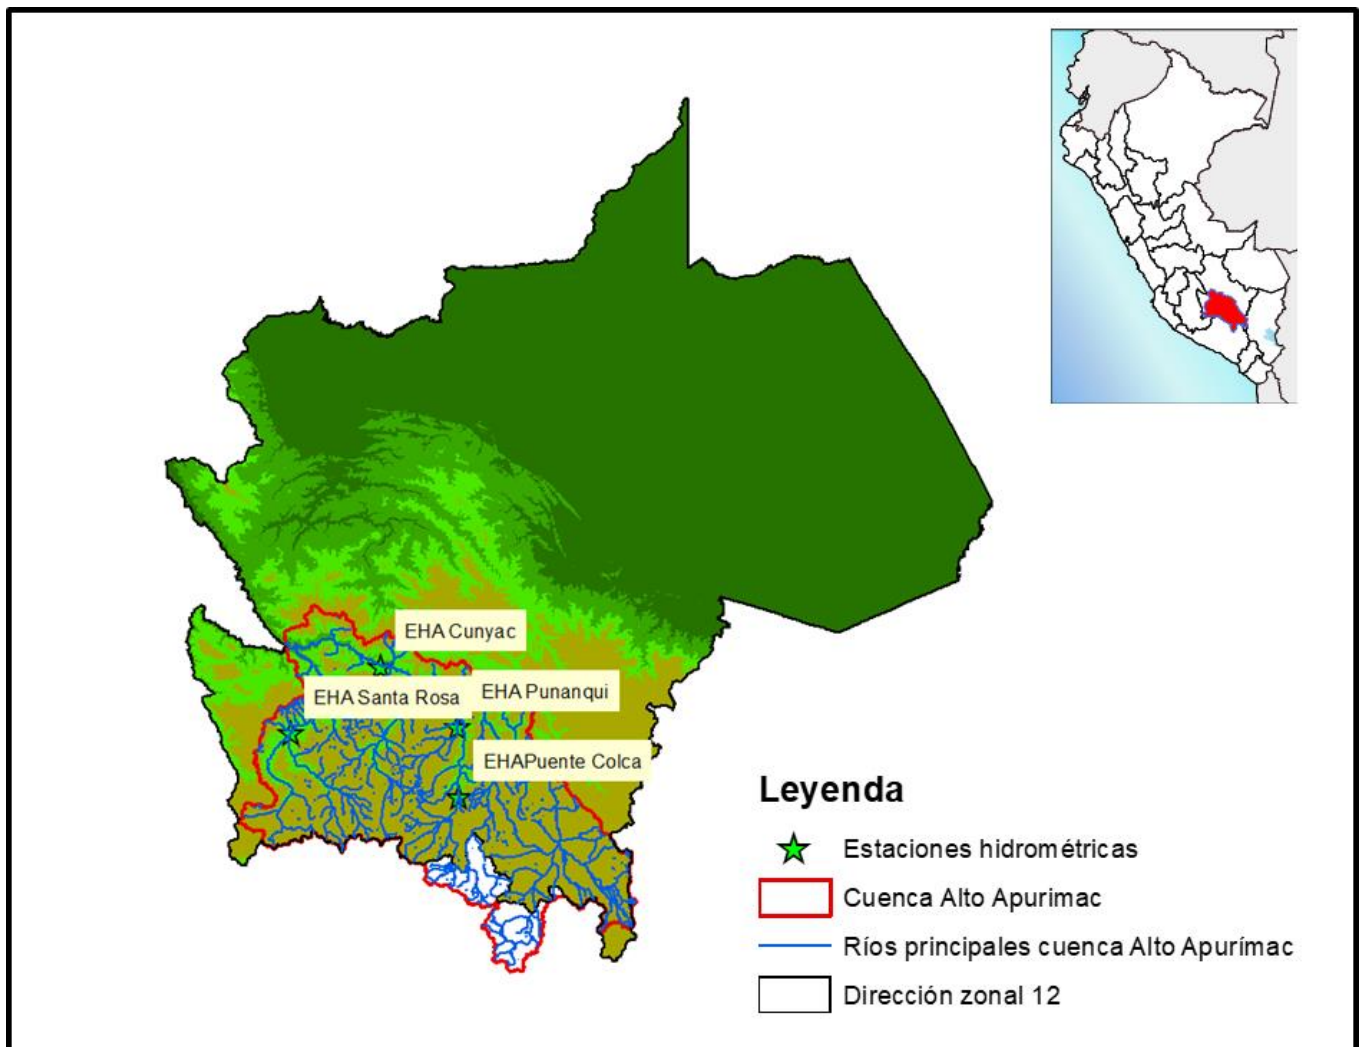 EHA Cunyac
EHA Santa Rosa
EHA Punanqui
EHAPuente Colca
Leyenda
Estaciones hidrométricas
Cuenca Alto Apurimac
Ríos principales cuenca Alto Apurímac
Dirección zonal 12